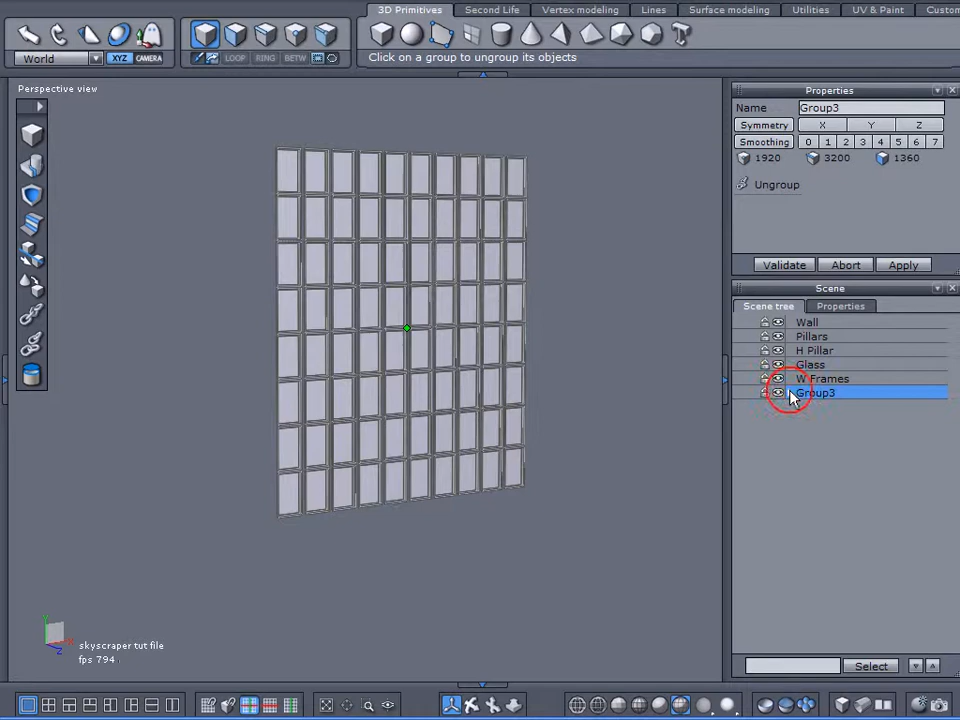 3D Primitives Second Life Vertex modeling Lines Surface modeling Utilities UV & Paint Custom
World XYZ CAMERA LOOP RING BETW Click on a group to ungroup its objects
Perspective view
Properties
Name Group3
Symmetry X Y Z
Smoothing 0 1 2 3 4 5 6 7
1920 3200 1360
Ungroup
Validate Abort Apply
Scene
Scene tree Properties
Wall
Pillars
H Pillar
Glass
W Frames
Group3
Y
X
Z
skyscraper tut file
fps 794
Select